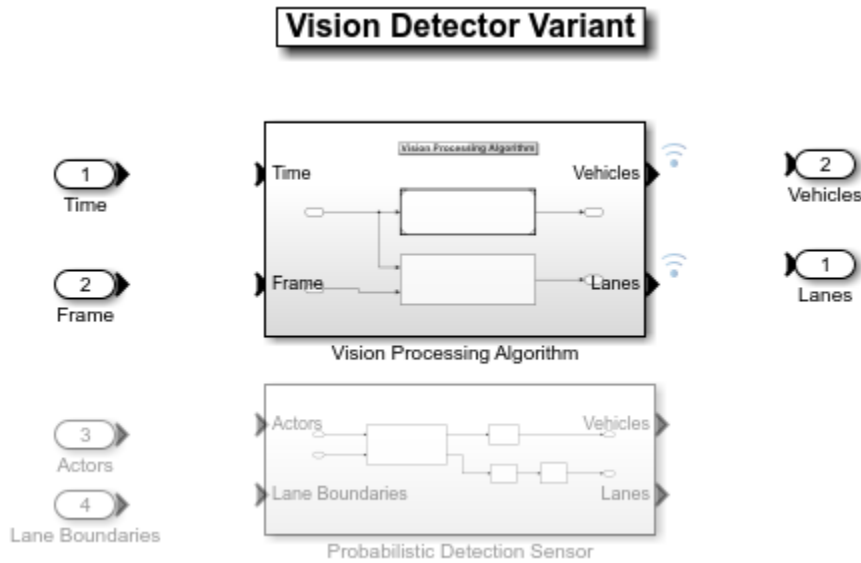 Vision Detector Variant
Vision Processing Algorithm
1
Time
Time
Vehicles
2
Vehicles
2
Frame
Frame
Lanes
1
Lanes
Vision Processing Algorithm
3
Actors
Actors
Vehicles
4
Lane Boundaries
Lane Boundaries
Lanes
Probabilistic Detection Sensor